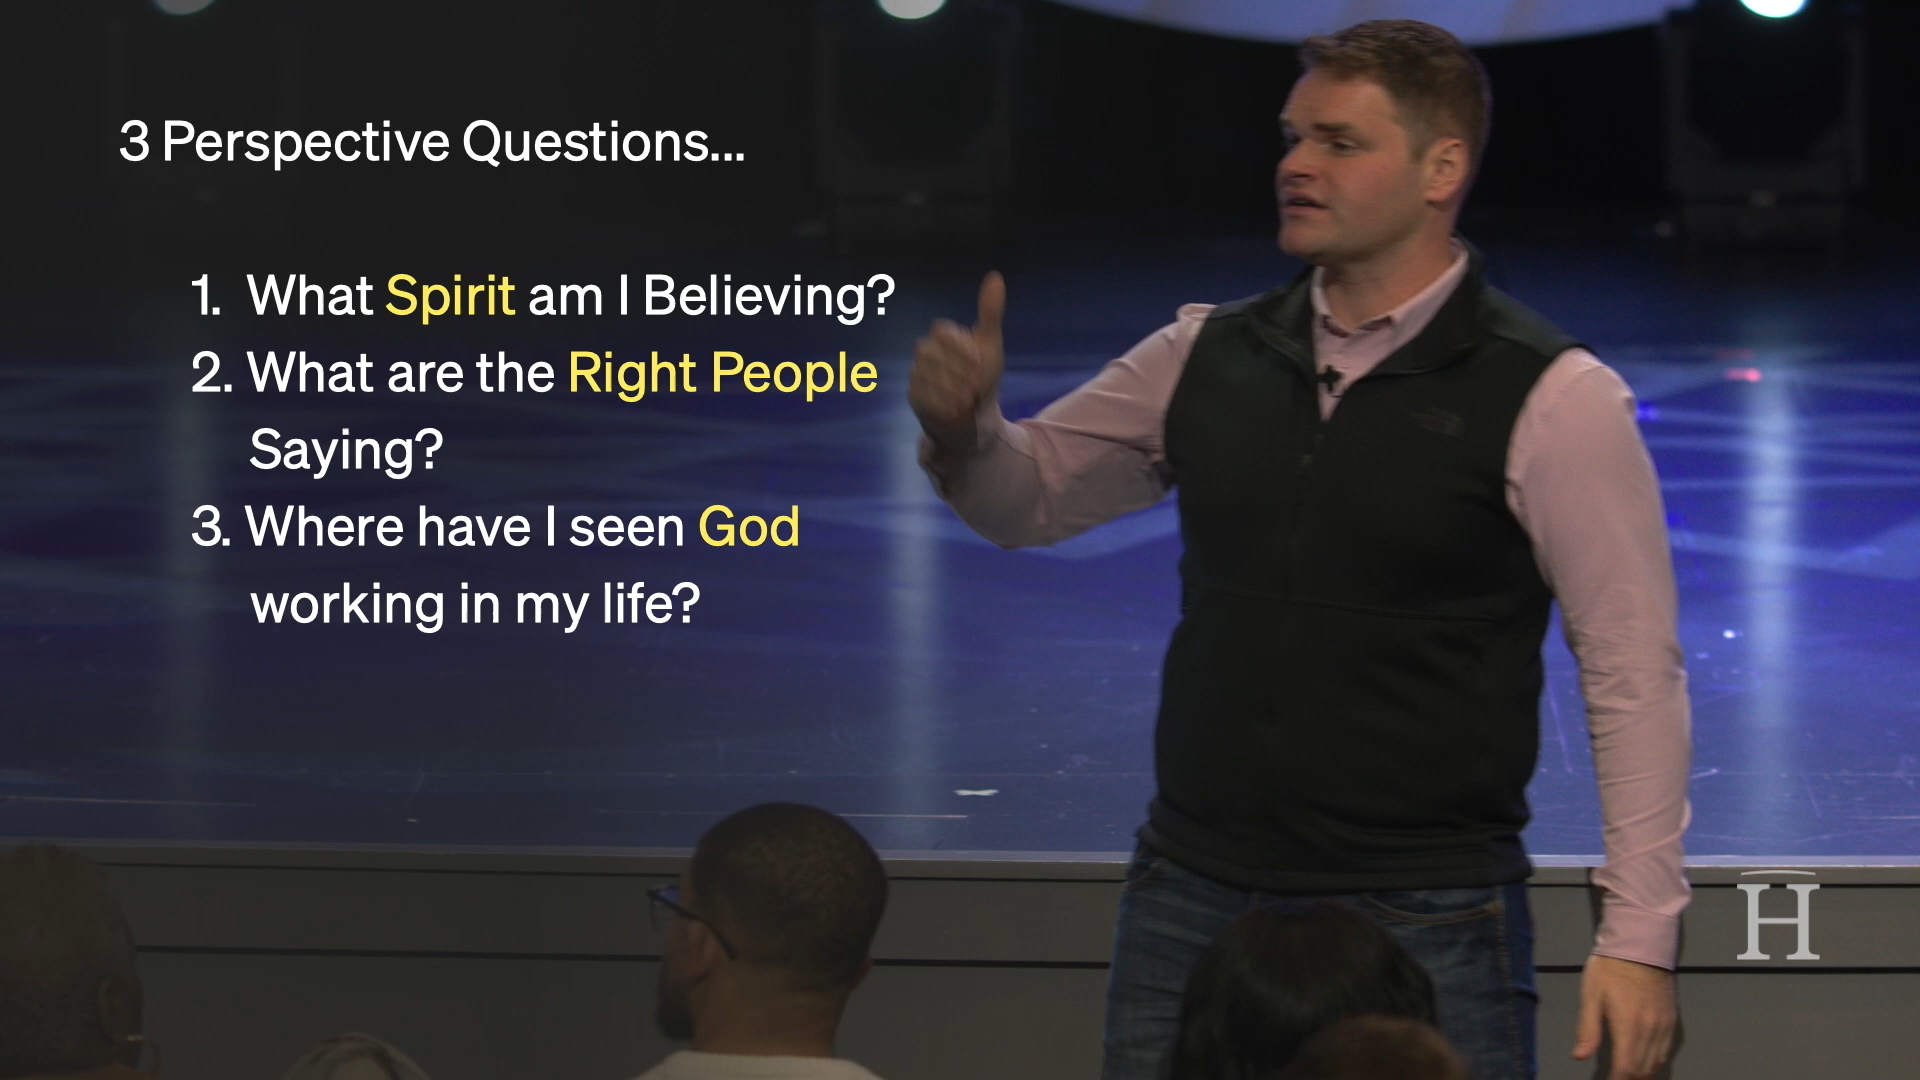 3 Perspective Questions...
1. What Spirit am I Believing?
2. What are the Right People
Saying?
3. Where have I seen God
working in my life?
H